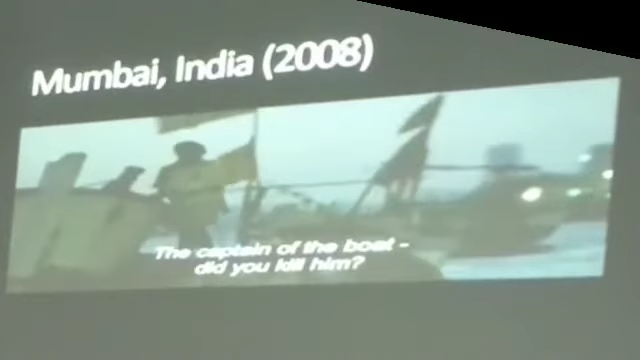 Mumbai, India (2008)
The captain of the boat -
did you kill him?